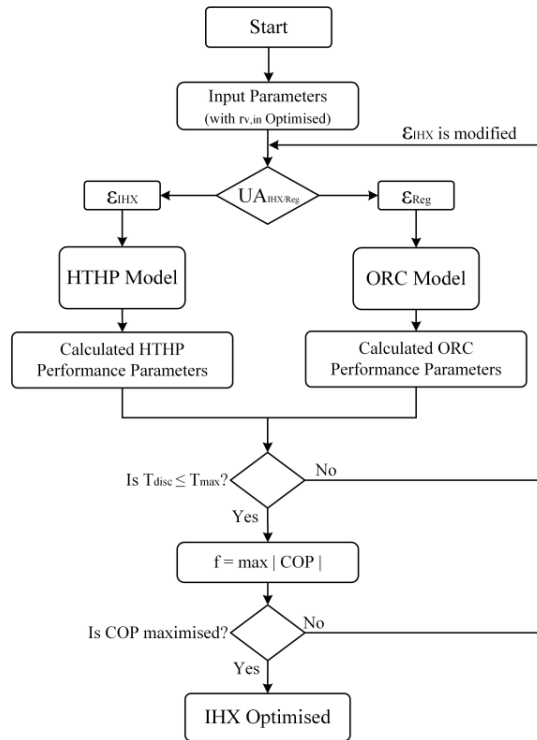 Start
Input Parameters
(with rv,in Optimised)
εIHX is modified
εIHX
UAIHX/Reg
εReg
HTHP Model
ORC Model
Calculated HTHP
Performance Parameters
Calculated ORC
Performance Parameters
Is Tdisc ≤ Tmax?
No
Yes
f = max | COP |
Is COP maximised?
No
Yes
IHX Optimised